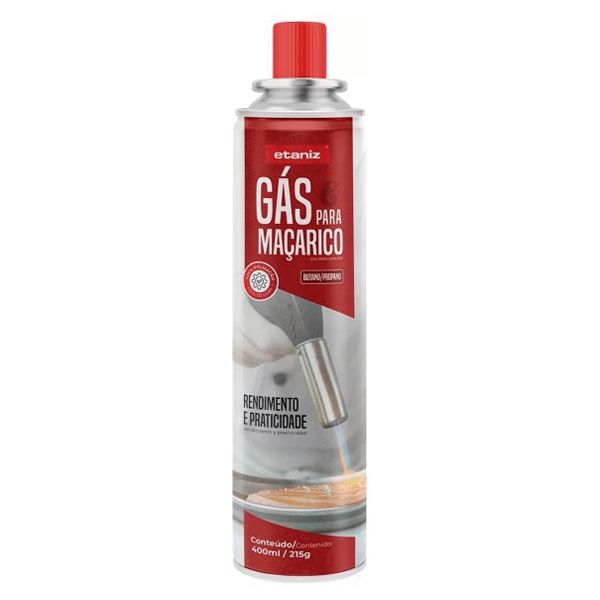 etaniz
GÁS
PARA
MAÇARICO
BUTANO/PROPANO
RENDIMENTO
E PRATICIDADE
Conteúdo/Contenido:
400ml / 215g